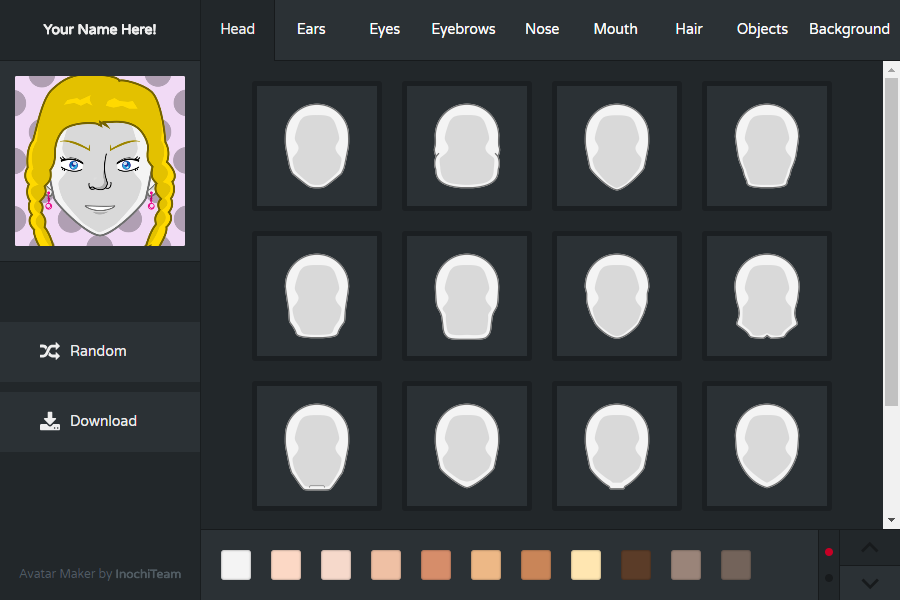 Your Name Here!
Head Ears Eyes Eyebrows Nose Mouth Hair Objects Background
Random
Download
Avatar Maker by InochiTeam